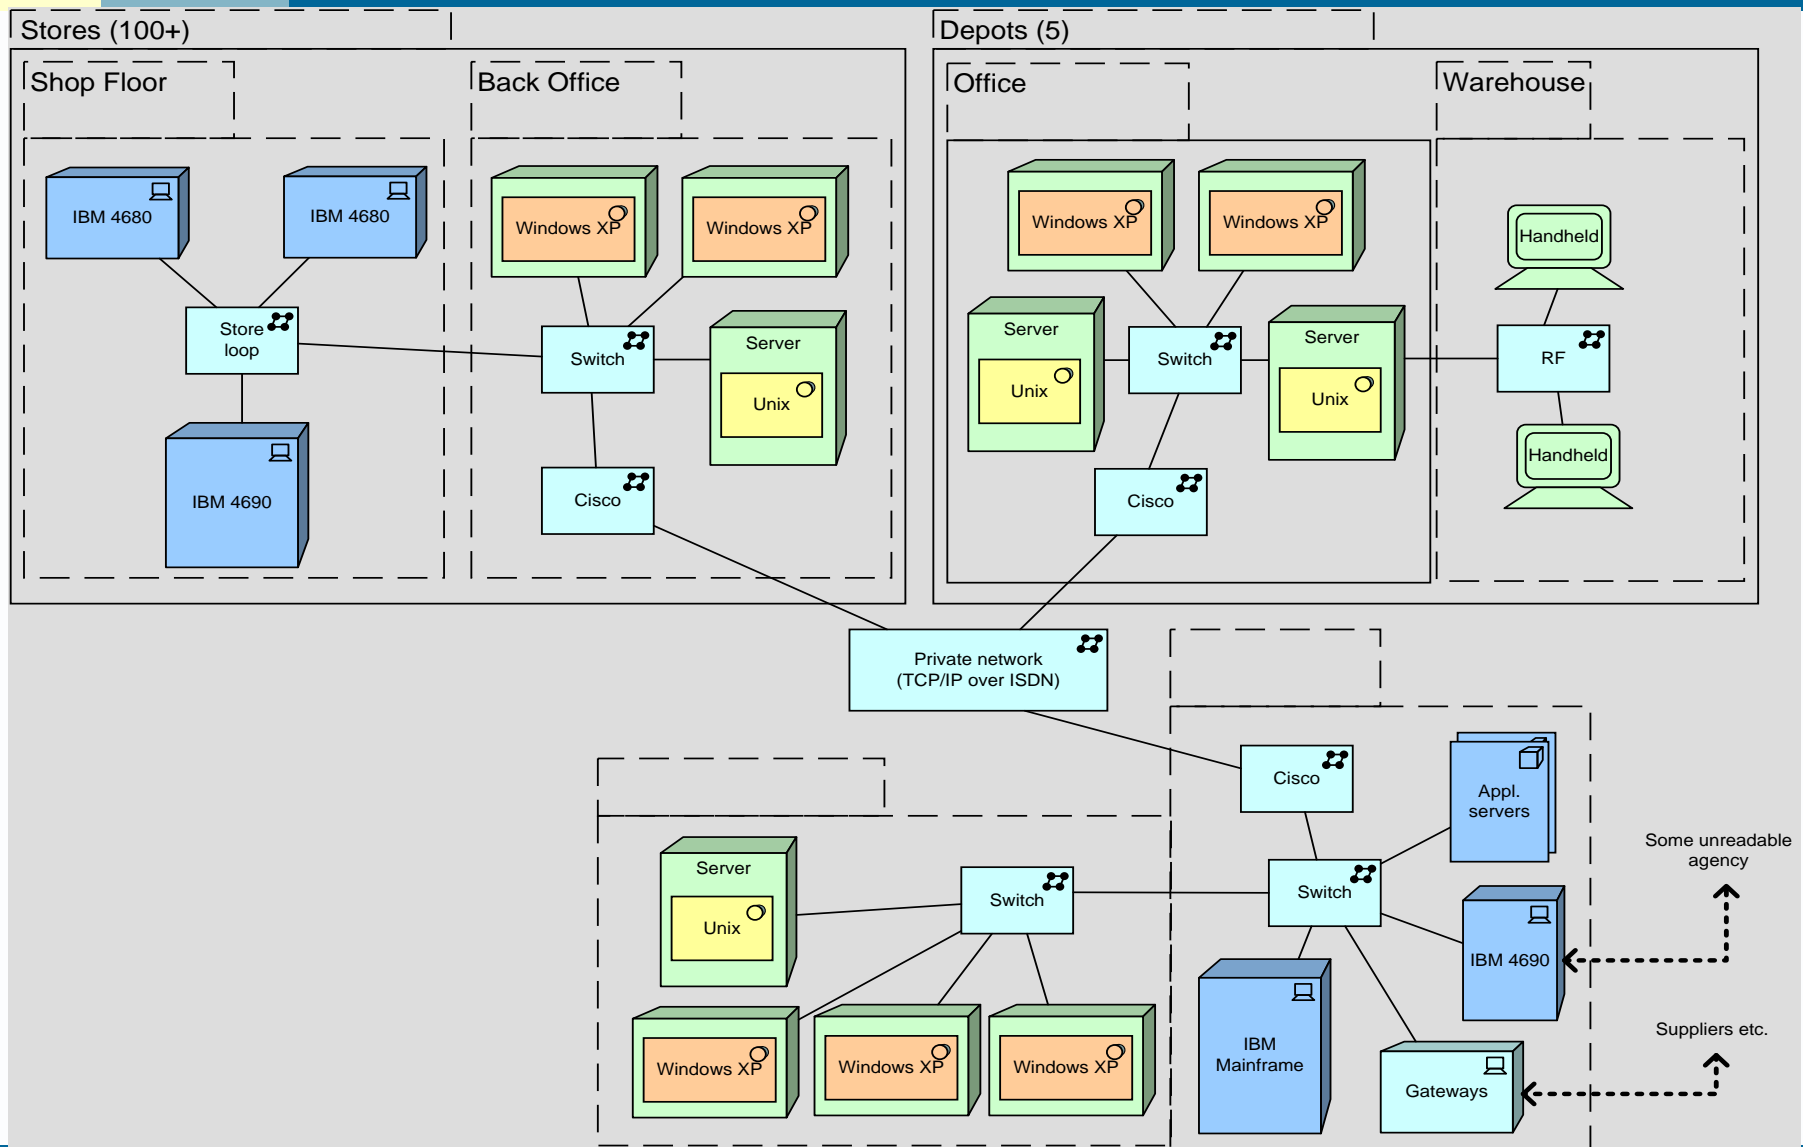 Stores (100+)
Depots (5)
Shop Floor
Back Office
Office
Warehouse
IBM 4680
IBM 4680
Windows XP
Windows XP
Windows XP
Windows XP
Handheld
Store
loop
Switch
Server
Unix
Server
Unix
Switch
Server
Unix
RF
Handheld
IBM 4690
Cisco
Cisco
Private network
(TCP/IP over ISDN)
Cisco
Appl.
servers
Some unreadable
agency
Server
Unix
Switch
Switch
IBM 4690
Suppliers etc.
Windows XP
Windows XP
Windows XP
IBM
Mainframe
Gateways